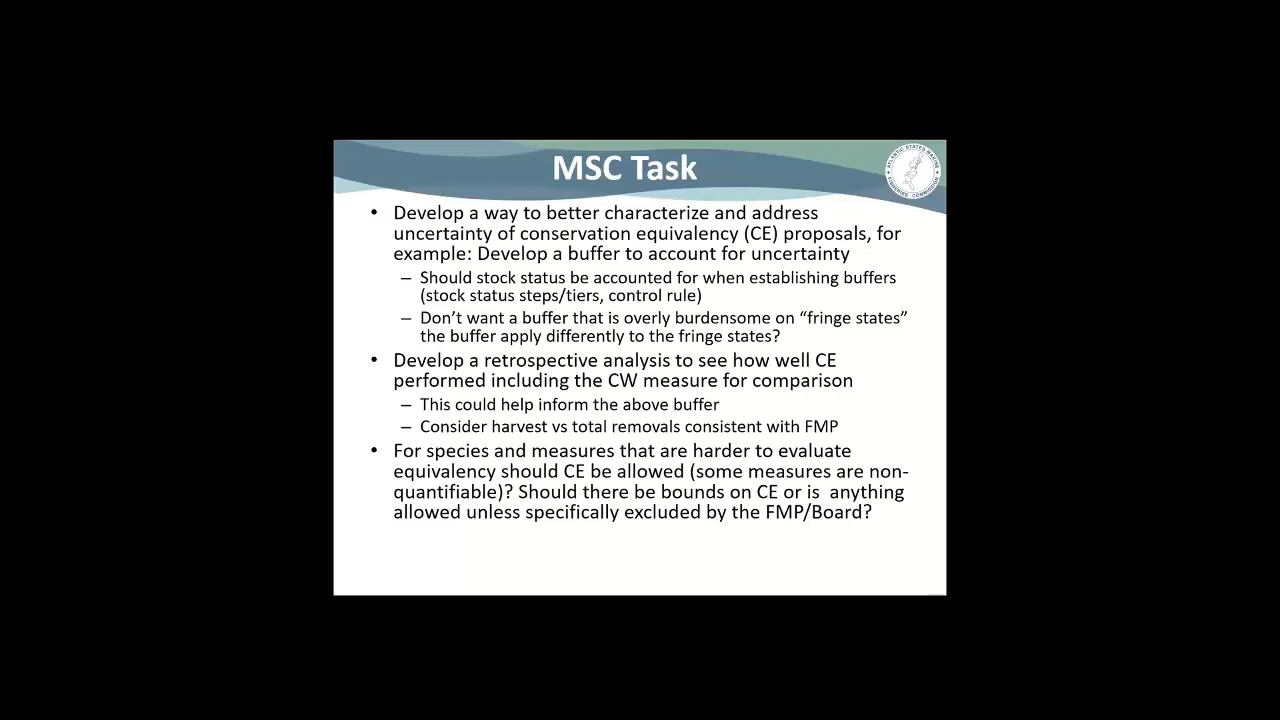 MSC Task
ATLANTIC STATES MARINE
FISHERIES COMMISSION
• Develop a way to better characterize and address
uncertainty of conservation equivalency (CE) proposals, for
example: Develop a buffer to account for uncertainty
– Should stock status be accounted for when establishing buffers
(stock status steps/tiers, control rule)
– Don’t want a buffer that is overly burdensome on “fringe states”
the buffer apply differently to the fringe states?
• Develop a retrospective analysis to see how well CE
performed including the CW measure for comparison
– This could help inform the above buffer
– Consider harvest vs total removals consistent with FMP
• For species and measures that are harder to evaluate
equivalency should CE be allowed (some measures are non-
quantifiable)? Should there be bounds on CE or is  anything
allowed unless specifically excluded by the FMP/Board?